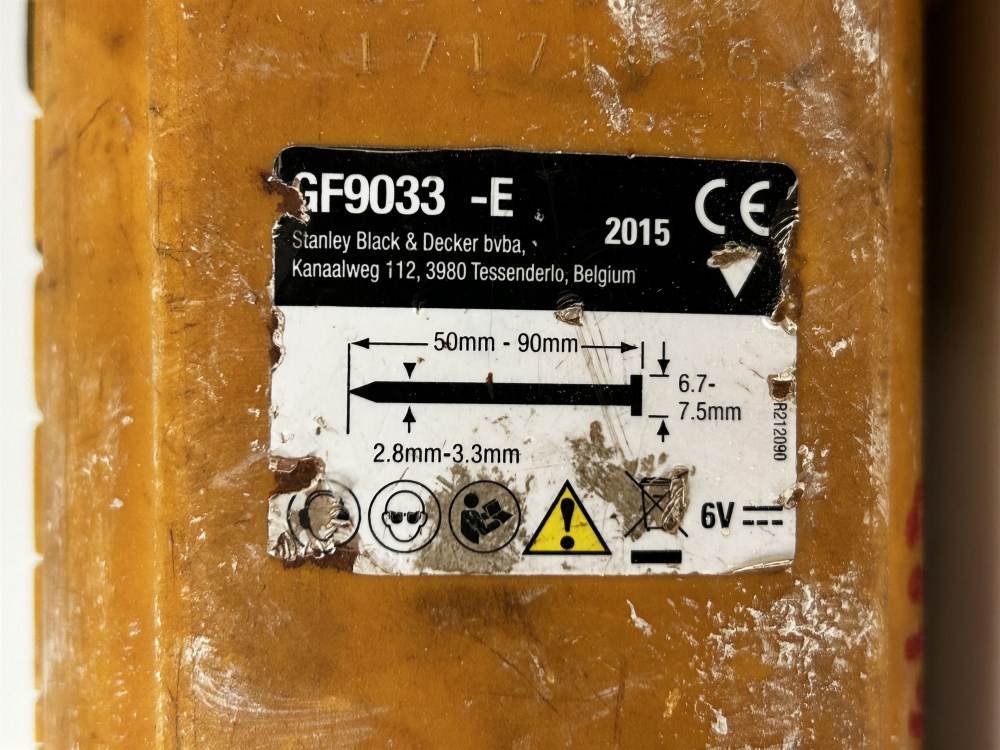 17171036
GF9033 -E
2015
CE
Stanley Black & Decker bvba,
Kanaalweg 112, 3980 Tessenderlo, Belgium
50mm - 90mm
6.7-
7.5mm
2.8mm-3.3mm
R212090
6V